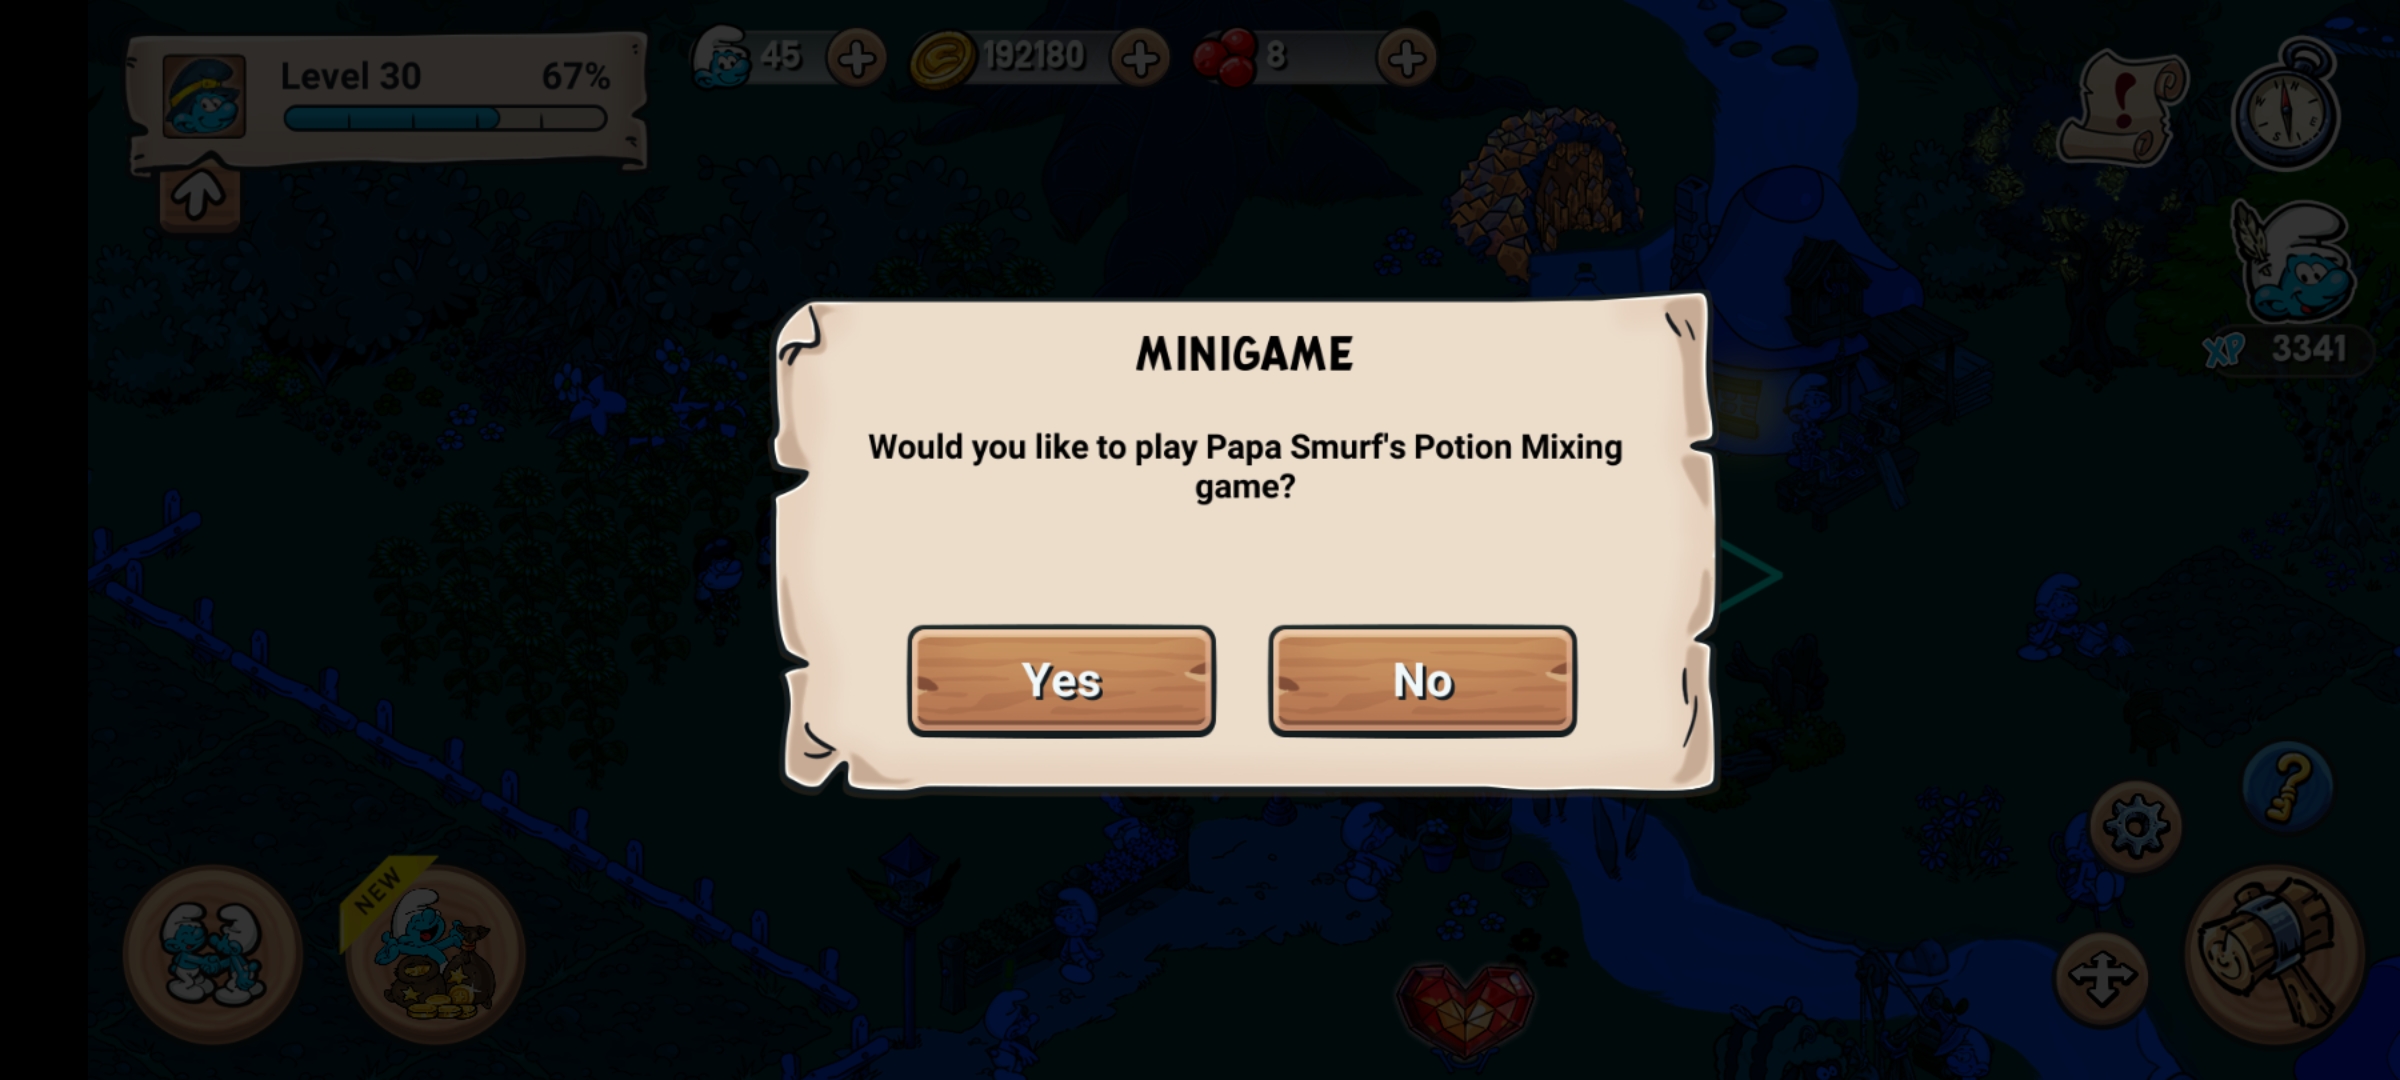 Level 30 67%
45
192180
8
XP 3341
MINIGAME
Would you like to play Papa Smurf's Potion Mixing
game?
Yes
No
NEW